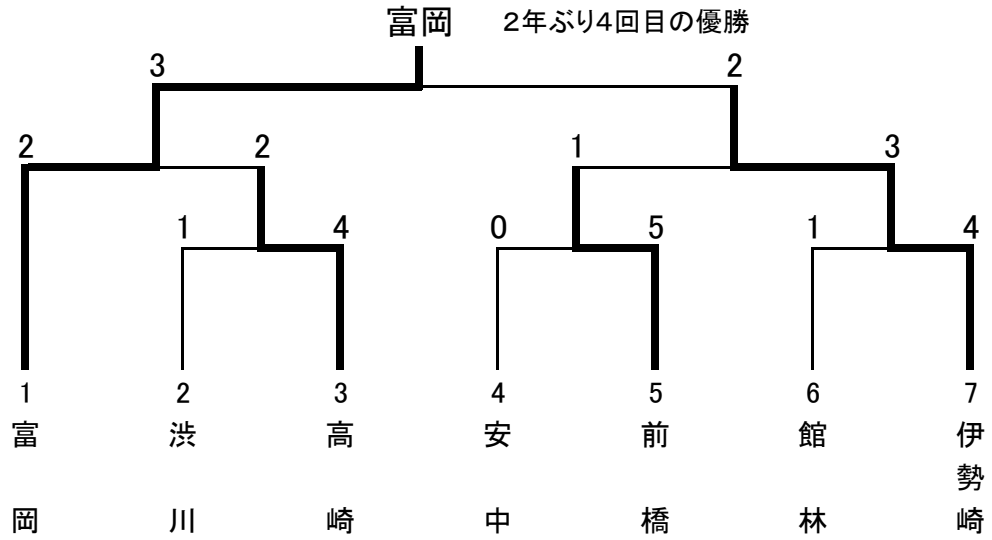 富岡 2年ぶり4回目の優勝
3 2
2 2 1 3
1 4 0 5 1 4
1 2 3 4 5 6 7
富岡 渋川 高崎 安中 前橋 館林 伊勢崎